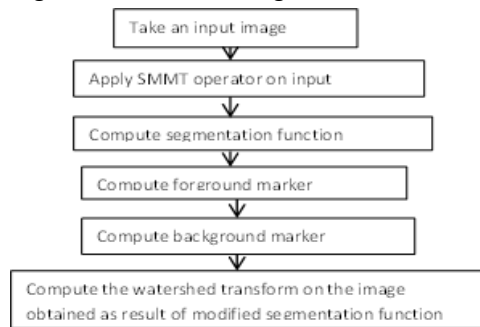 Take an input image
Apply SMMT operator on input
Compute segmentation function
Compute forground marker
Compute background marker
Compute the watershed transform on the image
obtained as result of modified segmentation function